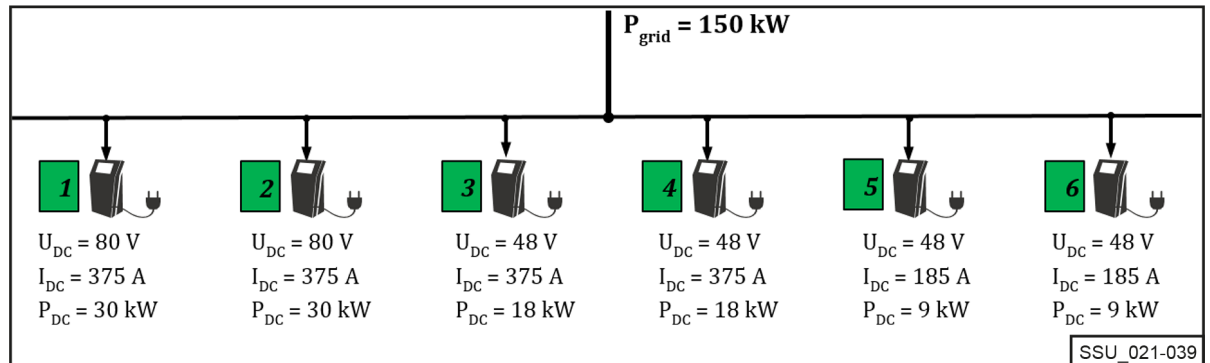 P_grid = 150 kW
1 2 3 4 5 6
U_DC = 80 V U_DC = 80 V U_DC = 48 V U_DC = 48 V U_DC = 48 V U_DC = 48 V
I_DC = 375 A I_DC = 375 A I_DC = 375 A I_DC = 375 A I_DC = 185 A I_DC = 185 A
P_DC = 30 kW P_DC = 30 kW P_DC = 18 kW P_DC = 18 kW P_DC = 9 kW P_DC = 9 kW
SSU_021-039